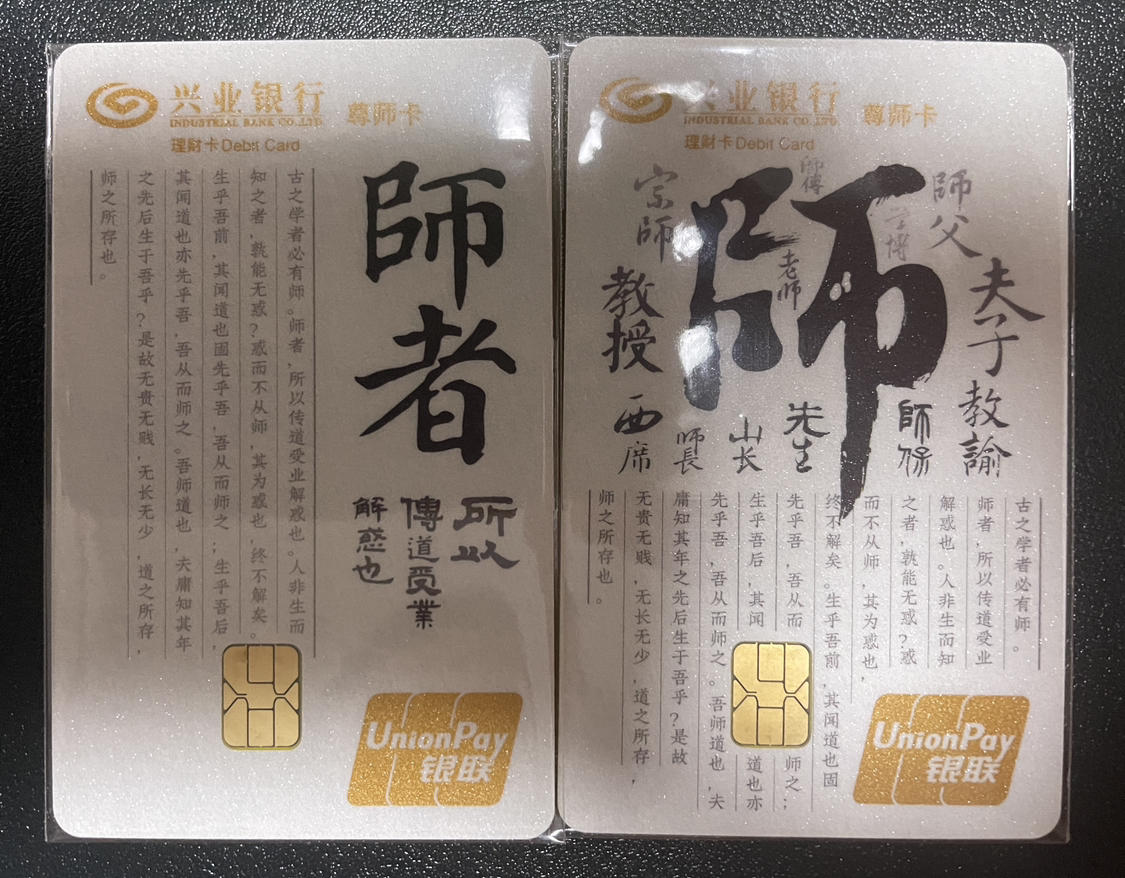 兴业银行
INDUSTRIAL BANK CO.,LTD.
尊师卡
理财卡Debit Card
師者
所以
傳道受業
解惑也
古之学者必有师。师者,所以传道受业解惑也。人非生而
知之者,孰能无惑?惑而不从师,其为惑也,终不解矣。
生乎吾前,其闻道也固先乎吾,吾从而师之;生乎吾后,
其闻道也亦先乎吾,吾从而师之。吾师道也,夫庸知其年
之先后生于吾乎?是故无贵无贱,无长无少,道之所存,
师之所存也。
UnionPay
银联
兴业银行
INDUSTRIAL BANK CO.,LTD.
尊师卡
理财卡Debit Card
師
師父
夫子
教諭
師傅
老师
師保
先生
山长
师長
宗師
教授
西席
古之学者必有师。
师者,所以传道受业
解惑也。人非生而知
之者,孰能无惑?惑
而不从师,其为惑也,
终不解矣。生乎吾前,其闻道也固
先乎吾,吾从而师之;
生乎吾后,其闻道也亦
先乎吾,吾从而师之。吾师道也,夫
庸知其年之先后生于吾乎?是故
无贵无贱,无长无少,道之所存,
师之所存也。
UnionPay
银联